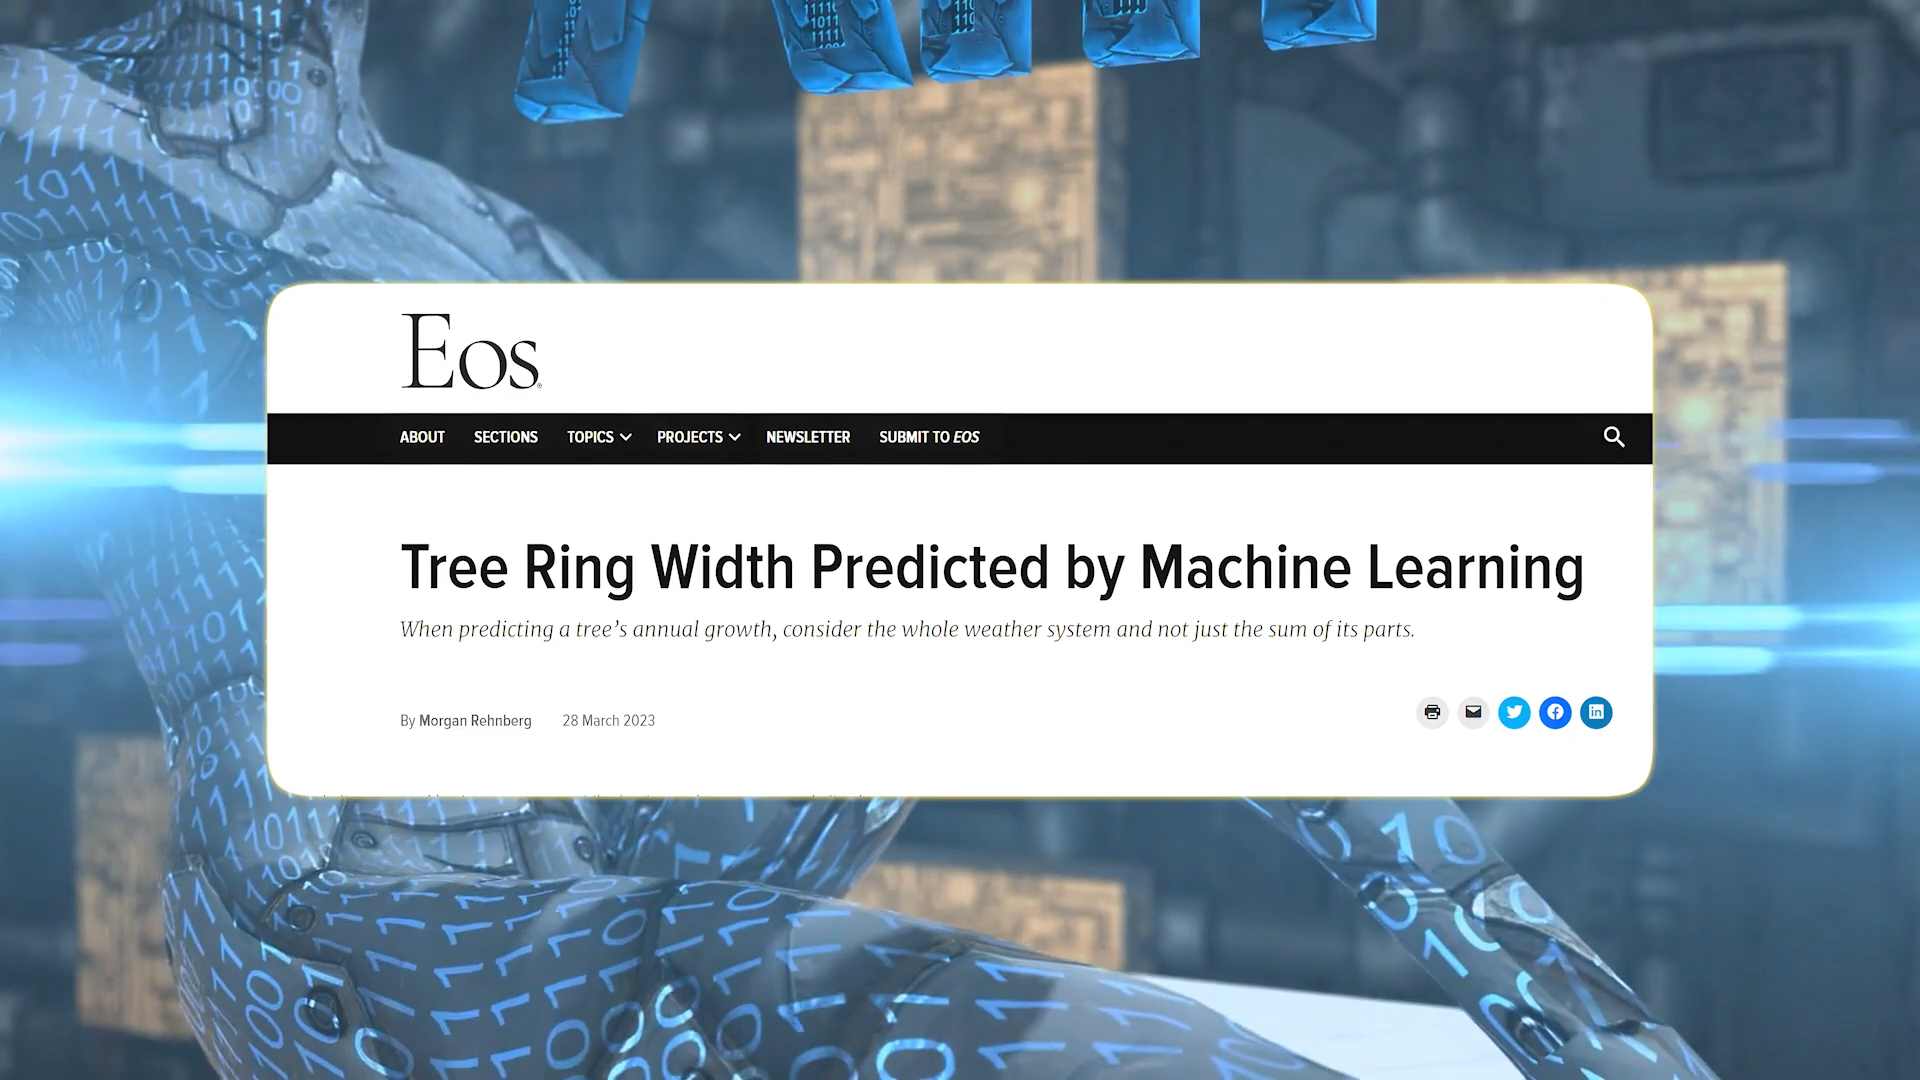 Eos
ABOUT SECTIONS TOPICS PROJECTS NEWSLETTER SUBMIT TO EOS
Tree Ring Width Predicted by Machine Learning
When predicting a tree’s annual growth, consider the whole weather system and not just the sum of its parts.
By Morgan Rehnberg 28 March 2023